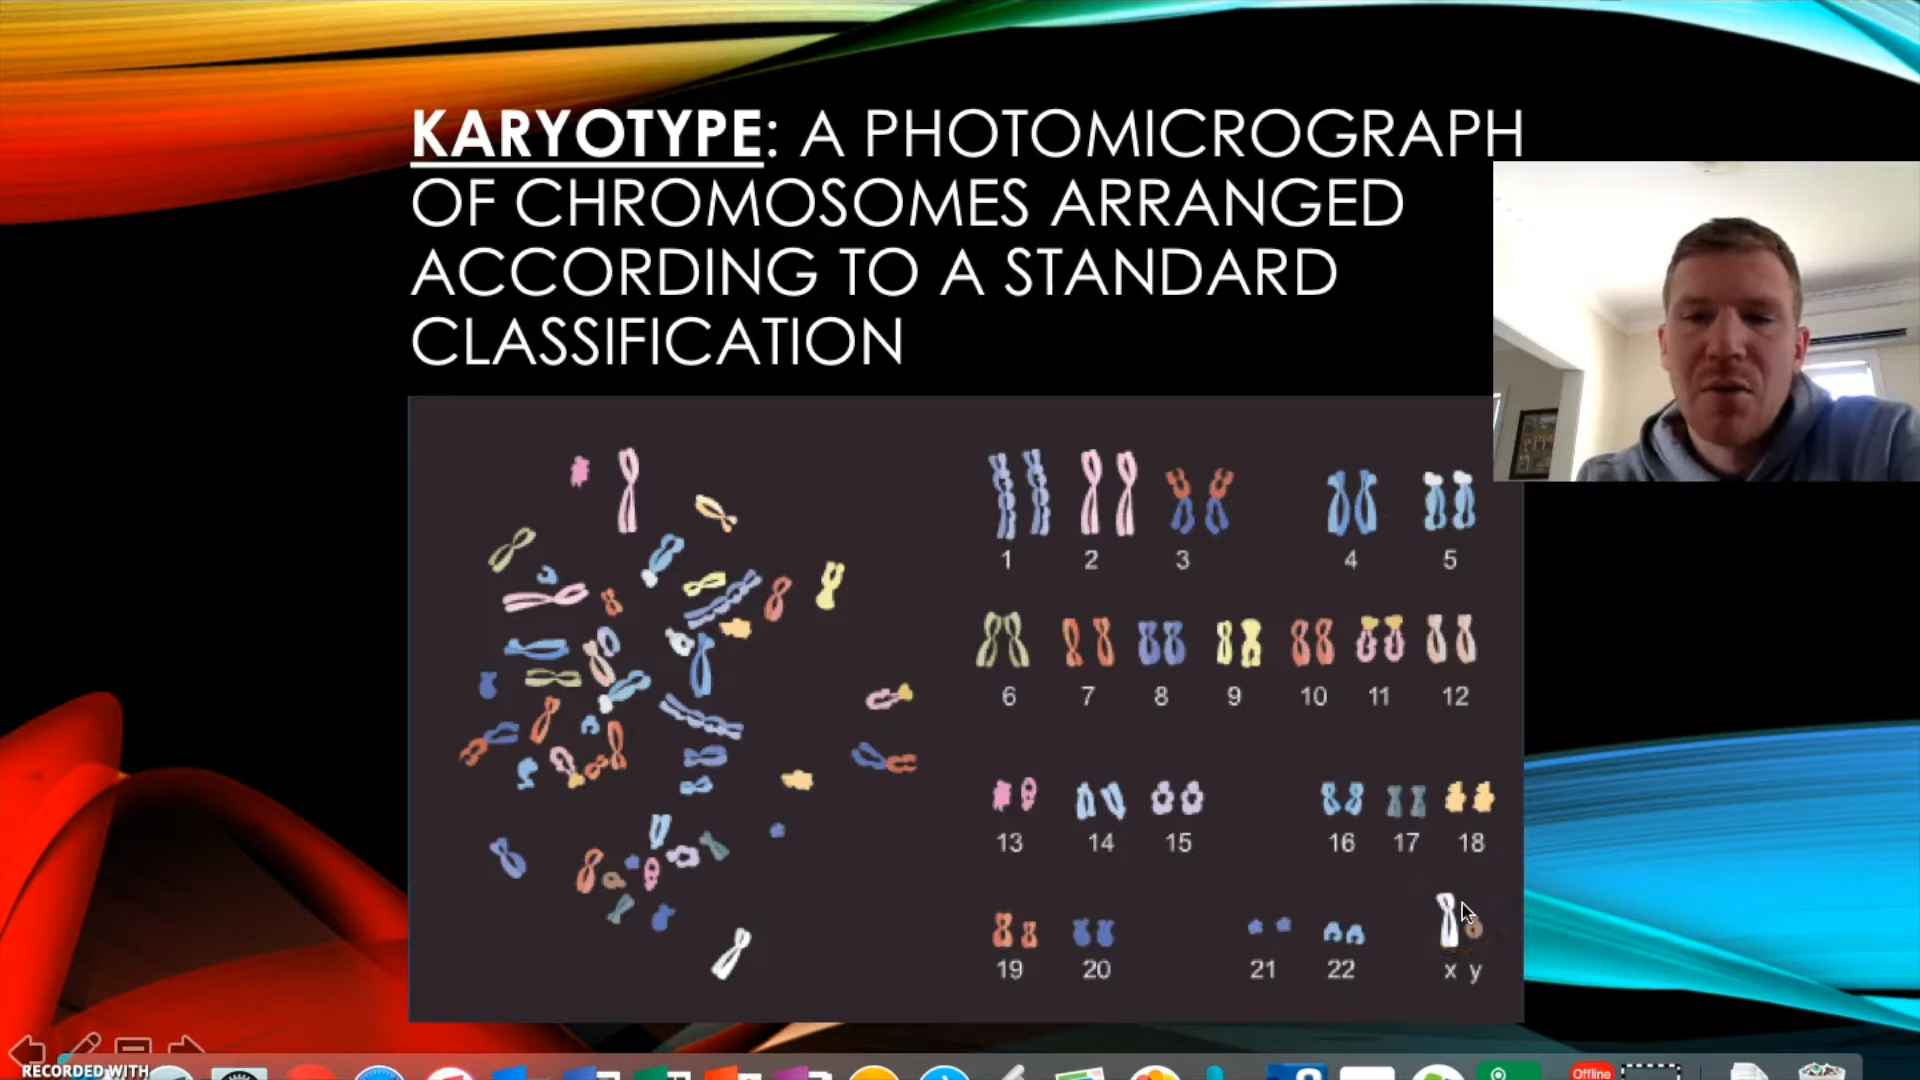 KARYOTYPE: A PHOTOMICROGRAPH
OF CHROMOSOMES ARRANGED
ACCORDING TO A STANDARD
CLASSIFICATION
1 2 3 4 5
6 7 8 9 10 11 12
13 14 15 16 17 18
19 20 21 22 x y
RECORDED WITH
Offline